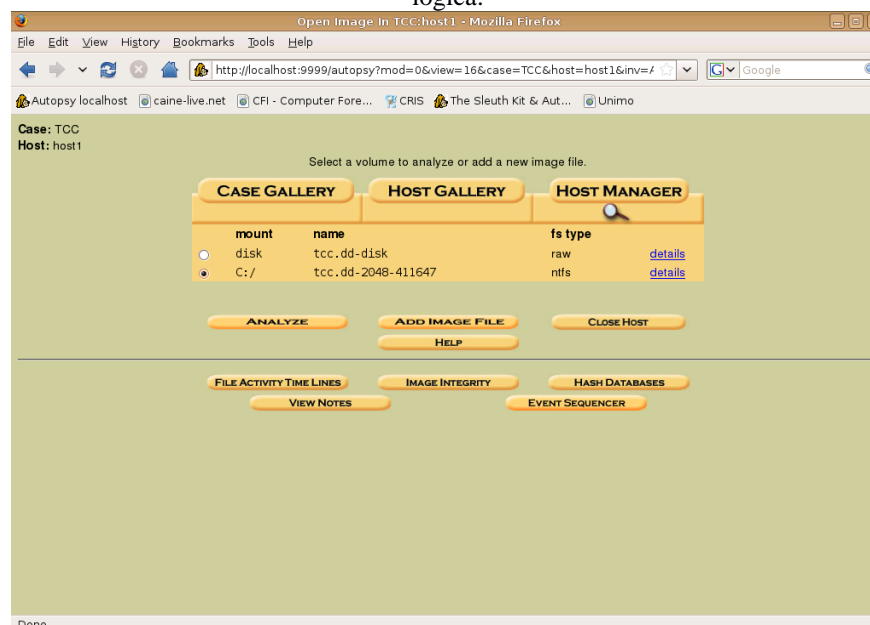 lógica.
Open Image In TCC:host1 - Mozilla Firefox
File Edit View History Bookmarks Tools Help
http://localhost:9999/autopsy?mod=0&view=16&case=TCC&host=host1&inv=
Google
Autopsy localhost caine-live.net CFI - Computer Fore... CRIS The Sleuth Kit & Aut... Unimo
Case: TCC
Host: host1
Select a volume to analyze or add a new image file.
CASE GALLERY HOST GALLERY HOST MANAGER
mount name fs type
disk tcc.dd-disk raw details
C:/ tcc.dd-2048-411647 ntfs details
ANALYZE ADD IMAGE FILE CLOSE HOST
HELP
FILE ACTIVITY TIME LINES IMAGE INTEGRITY HASH DATABASES
VIEW NOTES EVENT SEQUENCER
Done